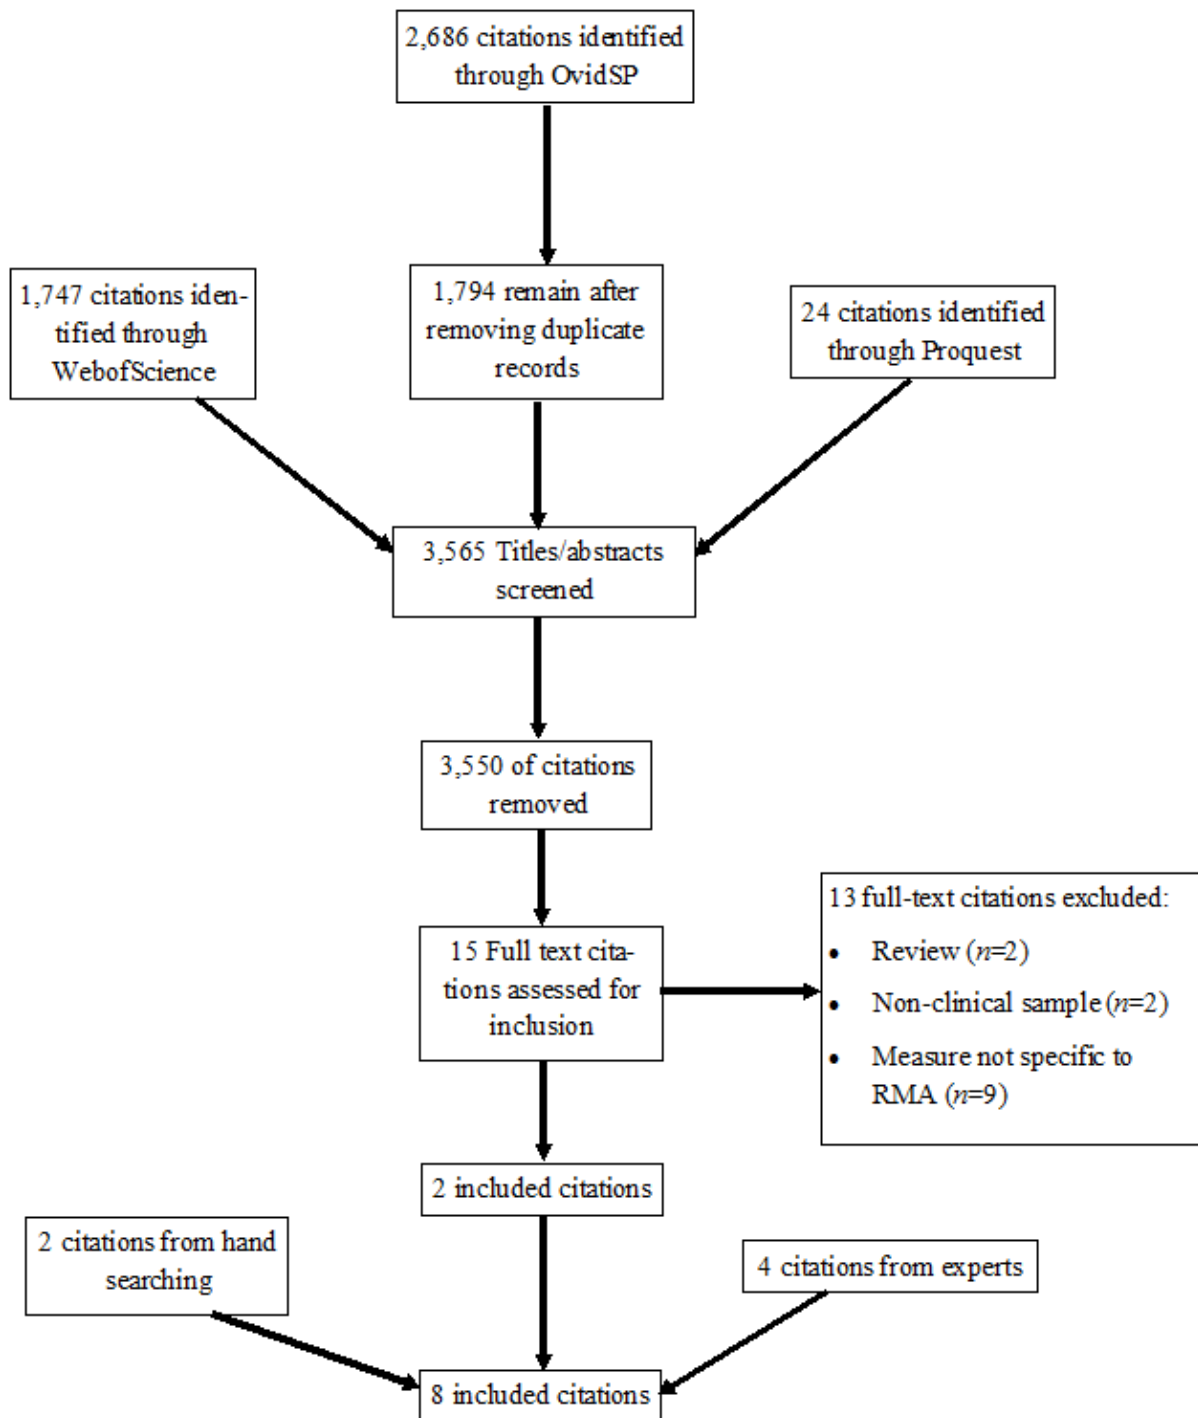 2,686 citations identified
through OvidSP
1,747 citations iden-
tified through
WebofScience
1,794 remain after
removing duplicate
records
24 citations identified
through Proquest
3,565 Titles/abstracts
screened
3,550 of citations
removed
15 Full text cita-
tions assessed for
inclusion
13 full-text citations excluded:
• Review (n=2)
• Non-clinical sample (n=2)
• Measure not specific to
RMA (n=9)
2 included citations
2 citations from hand
searching
4 citations from experts
8 included citations